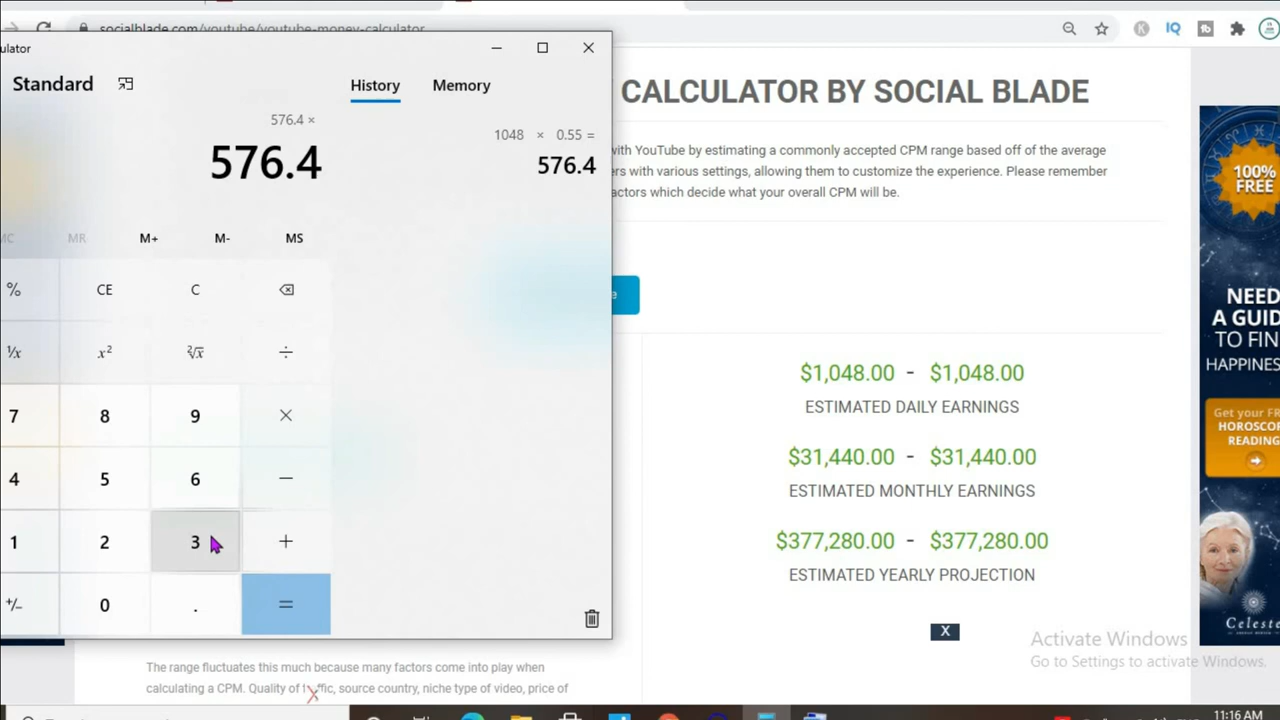 socialblade.com/youtube/youtube-money-calculator
Standard
History
Memory
576.4 ×
576.4
1048 × 0.55 =
576.4
MC
MR
M+
M-
MS
%
CE
C
¹/x
x²
²√x
÷
7
8
9
×
4
5
6
−
1
2
3
+
+/−
0
.
=
CALCULATOR BY SOCIAL BLADE
with YouTube by estimating a commonly accepted CPM range based off of the average
ers with various settings, allowing them to customize the experience. Please remember
actors which decide what your overall CPM will be.
$1,048.00 - $1,048.00
ESTIMATED DAILY EARNINGS
$31,440.00 - $31,440.00
ESTIMATED MONTHLY EARNINGS
$377,280.00 - $377,280.00
ESTIMATED YEARLY PROJECTION
X
Activate Windows
Go to Settings to activate Windows.
The range fluctuates this much because many factors come into play when
calculating a CPM. Quality of traffic, source country, niche type of video, price of
100%
FREE
NEED
A GUID
TO FIN
HAPPINES
Get your FR
HOROSCOP
READING
Celeste
IQ
11:16 AM